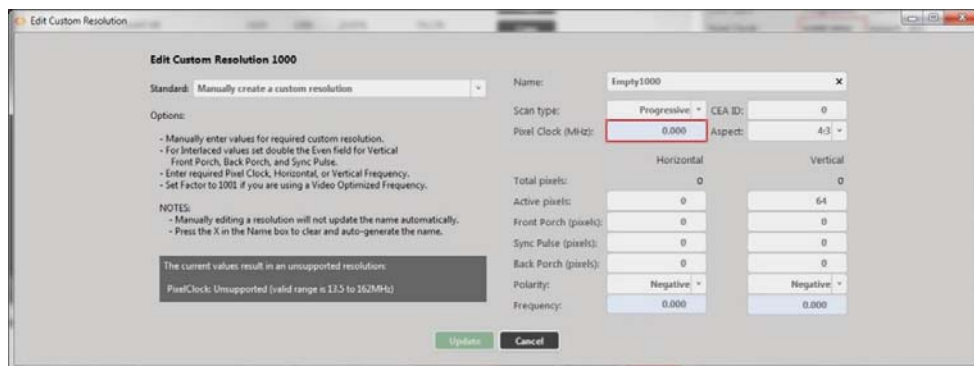 Edit Custom Resolution
Edit Custom Resolution 1000
Standard: Manually create a custom resolution
Options:
- Manually enter values for required custom resolution.
- For Interlaced values set double the Even field for Vertical
Front Porch, Back Porch, and Sync Pulse.
- Enter required Pixel Clock, Horizontal, or Vertical Frequency.
- Set Factor to 1001 if you are using a Video Optimized Frequency.
NOTES:
- Manually editing a resolution will not update the name automatically.
- Press the X in the Name box to clear and auto-generate the name.
The current values result in an unsupported resolution:
PixelClock: Unsupported (valid range is 13.5 to 162MHz)
Name: Empty1000 x
Scan type: Progressive CEA ID: 0
Pixel Clock (MHz): 0.000 Aspect: 4:3
Horizontal Vertical
Total pixels: 0 0
Active pixels: 0 64
Front Porch (pixels): 0 0
Sync Pulse (pixels): 0 0
Back Porch (pixels): 0 0
Polarity: Negative Negative
Frequency: 0.000 0.000
Update Cancel